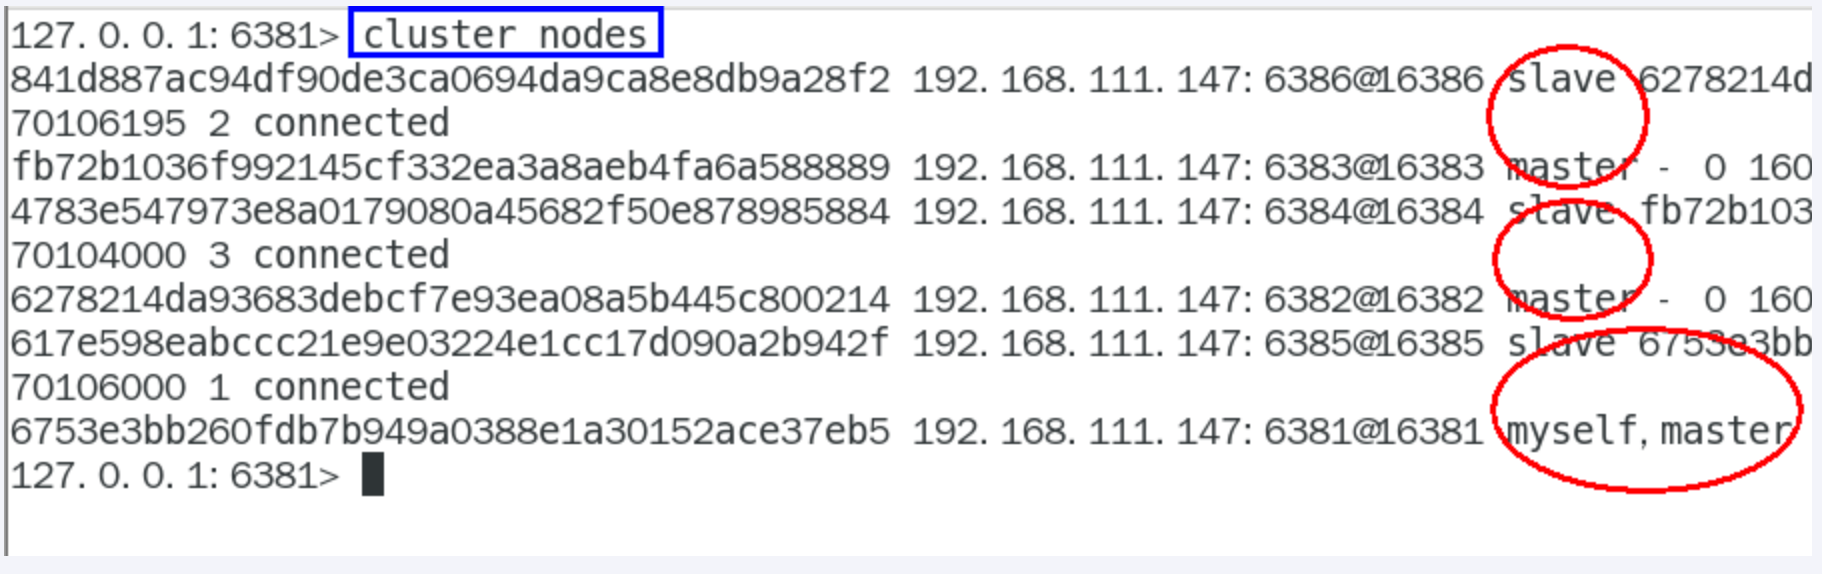 127.0.0.1:6381> cluster nodes
841d887ac94df90de3ca0694da9ca8e8db9a28f2 192.168.111.147:6386@16386 slave 6278214d
70106195 2 connected
fb72b1036f992145cf332ea3a8aeb4fa6a588889 192.168.111.147:6383@16383 master - 0 160
4783e547973e8a0179080a45682f50e878985884 192.168.111.147:6384@16384 slave fb72b103
70104000 3 connected
6278214da93683debcf7e93ea08a5b445c800214 192.168.111.147:6382@16382 master - 0 160
617e598eabccc21e9e03224e1cc17d090a2b942f 192.168.111.147:6385@16385 slave 6753e3bb
70106000 1 connected
6753e3bb260fdb7b949a0388e1a30152ace37eb5 192.168.111.147:6381@16381 myself,master
127.0.0.1:6381>